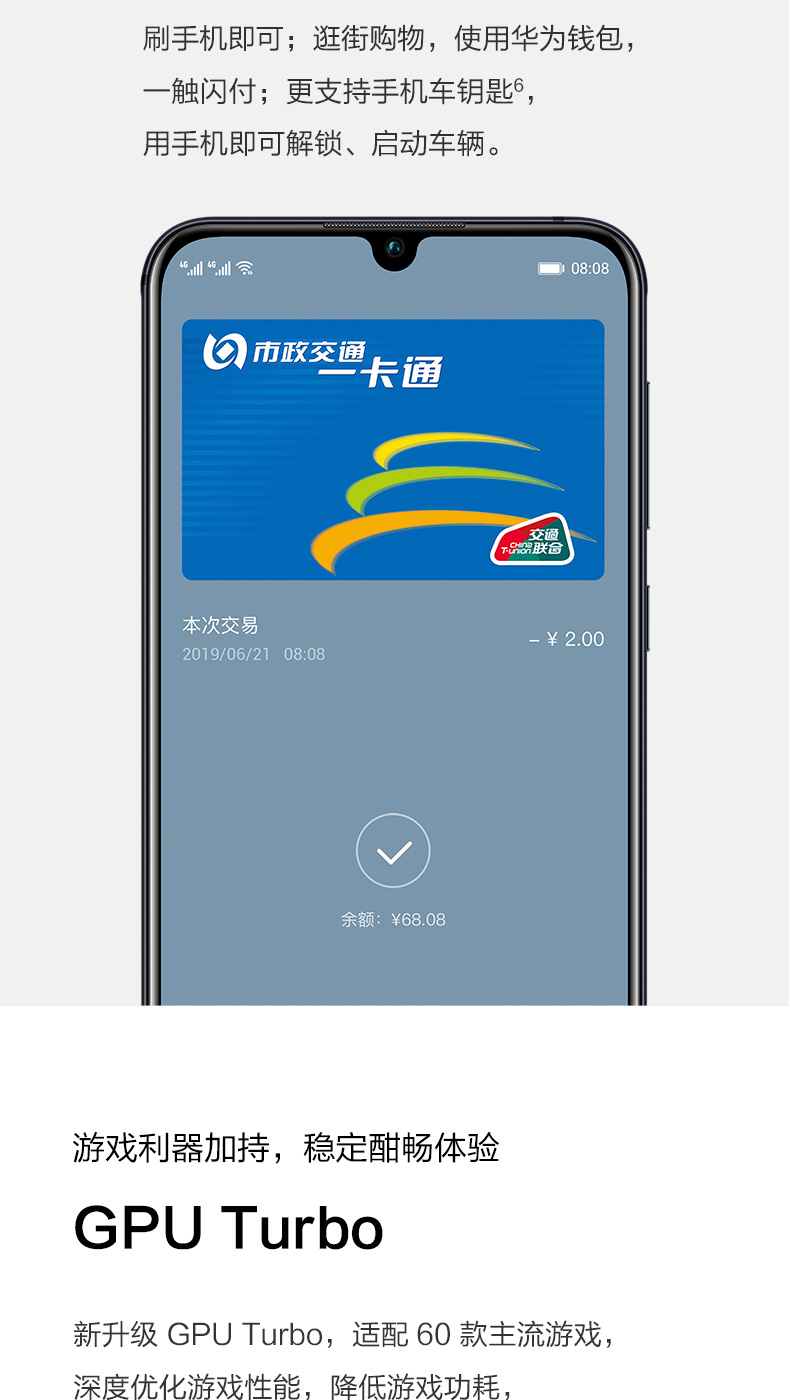 刷手机即可；逛街购物，使用华为钱包，
一触闪付；更支持手机车钥匙⁶，
用手机即可解锁、启动车辆。
4G 4G 08:08
市政交通
一卡通
交通
CHINA
T-UNION 联合
本次交易
- ¥ 2.00
2019/06/21 08:08
余额：¥68.08
游戏利器加持，稳定酣畅体验
GPU Turbo
新升级 GPU Turbo，适配 60 款主流游戏，
深度优化游戏性能，降低游戏功耗，